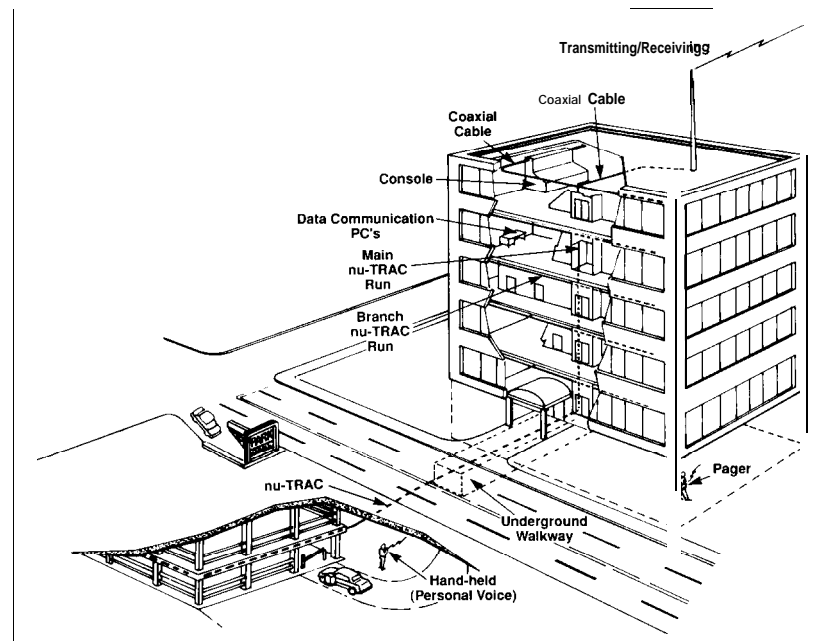 Transmitting/Receiving
Coaxial Cable
Coaxial
Cable
Console
Data Communication
PC's
Main
nu-TRAC
Run
Branch
nu-TRAC
Run
Pager
nu-TRAC
Underground
Walkway
Hand-held
(Personal Voice)